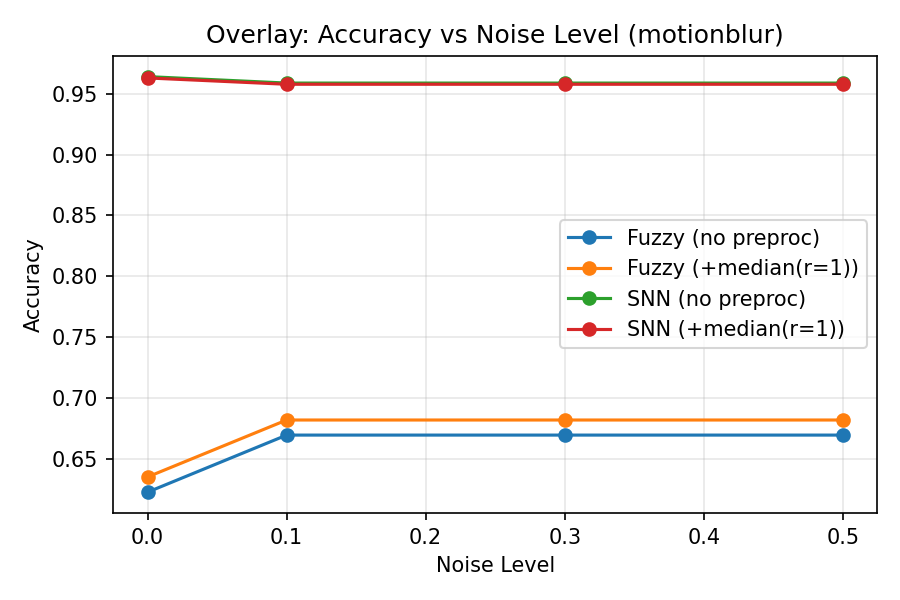 Overlay: Accuracy vs Noise Level (motionblur)
Accuracy
0.95
0.90
0.85
0.80
0.75
0.70
0.65
Fuzzy (no preproc)
Fuzzy (+median(r=1))
SNN (no preproc)
SNN (+median(r=1))
0.0 0.1 0.2 0.3 0.4 0.5
Noise Level